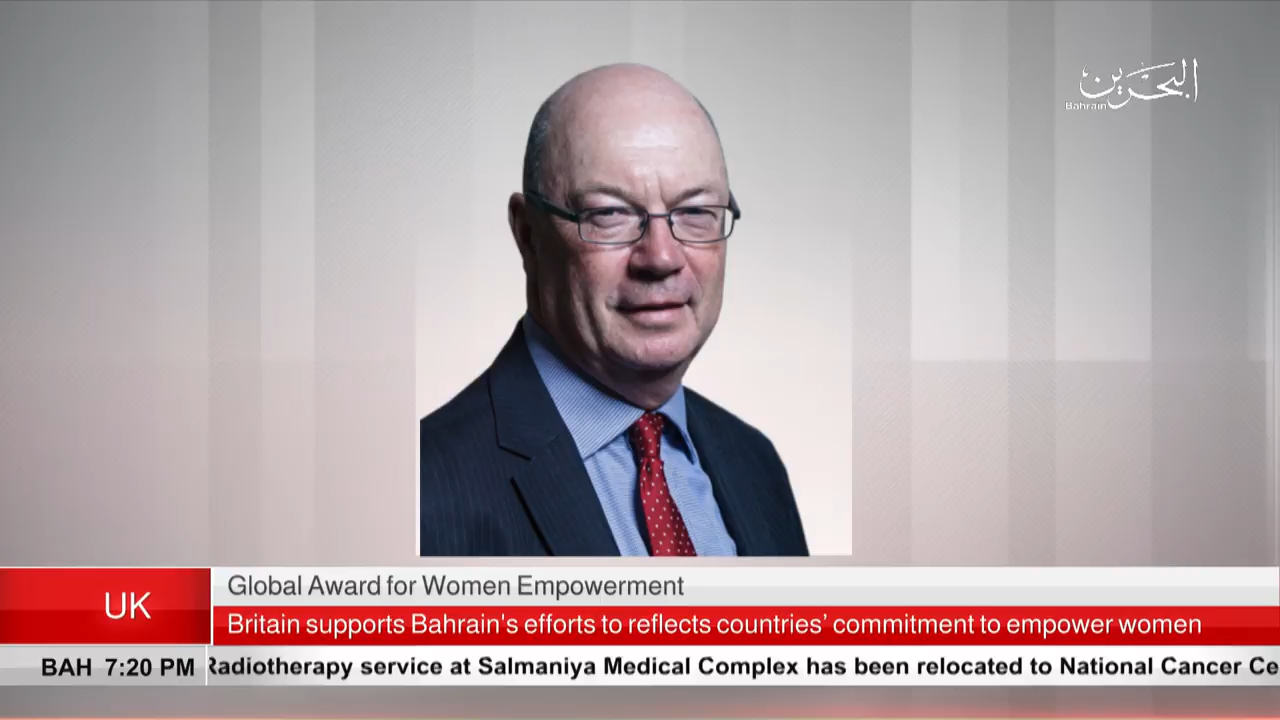 البحرين
Bahrain
UK
Global Award for Women Empowerment
Britain supports Bahrain's efforts to reflects countries’ commitment to empower women
BAH 7:20 PM
Radiotherapy service at Salmaniya Medical Complex has been relocated to National Cancer Ce